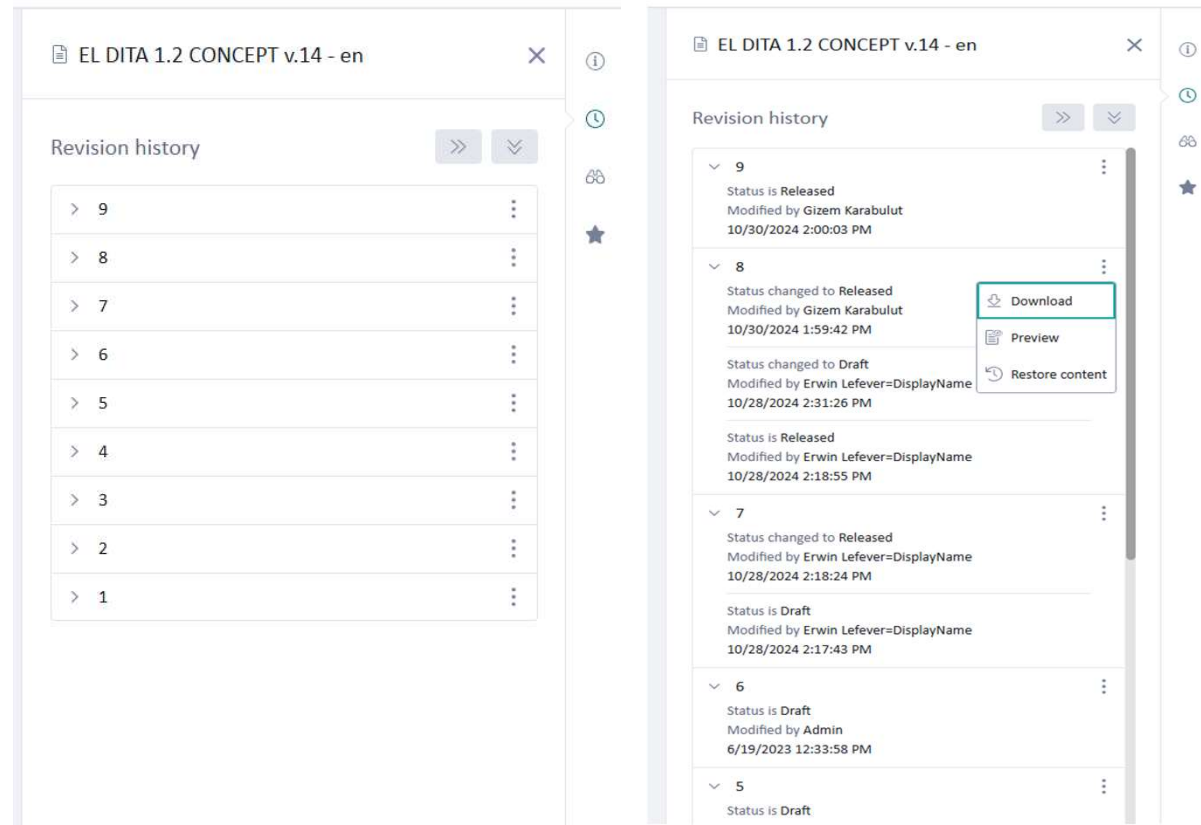 EL DITA 1.2 CONCEPT v.14 - en
Revision history
9
8
7
6
5
4
3
2
1
EL DITA 1.2 CONCEPT v.14 - en
Revision history
9
Status is Released
Modified by Gizem Karabulut
10/30/2024 2:00:03 PM
8
Status changed to Released
Modified by Gizem Karabulut
10/30/2024 1:59:42 PM
Status changed to Draft
Modified by Erwin Lefever=DisplayName
10/28/2024 2:31:26 PM
Status is Released
Modified by Erwin Lefever=DisplayName
10/28/2024 2:18:55 PM
Download
Preview
Restore content
7
Status changed to Released
Modified by Erwin Lefever=DisplayName
10/28/2024 2:18:24 PM
Status is Draft
Modified by Erwin Lefever=DisplayName
10/28/2024 2:17:43 PM
6
Status is Draft
Modified by Admin
6/19/2023 12:33:58 PM
5
Status is Draft